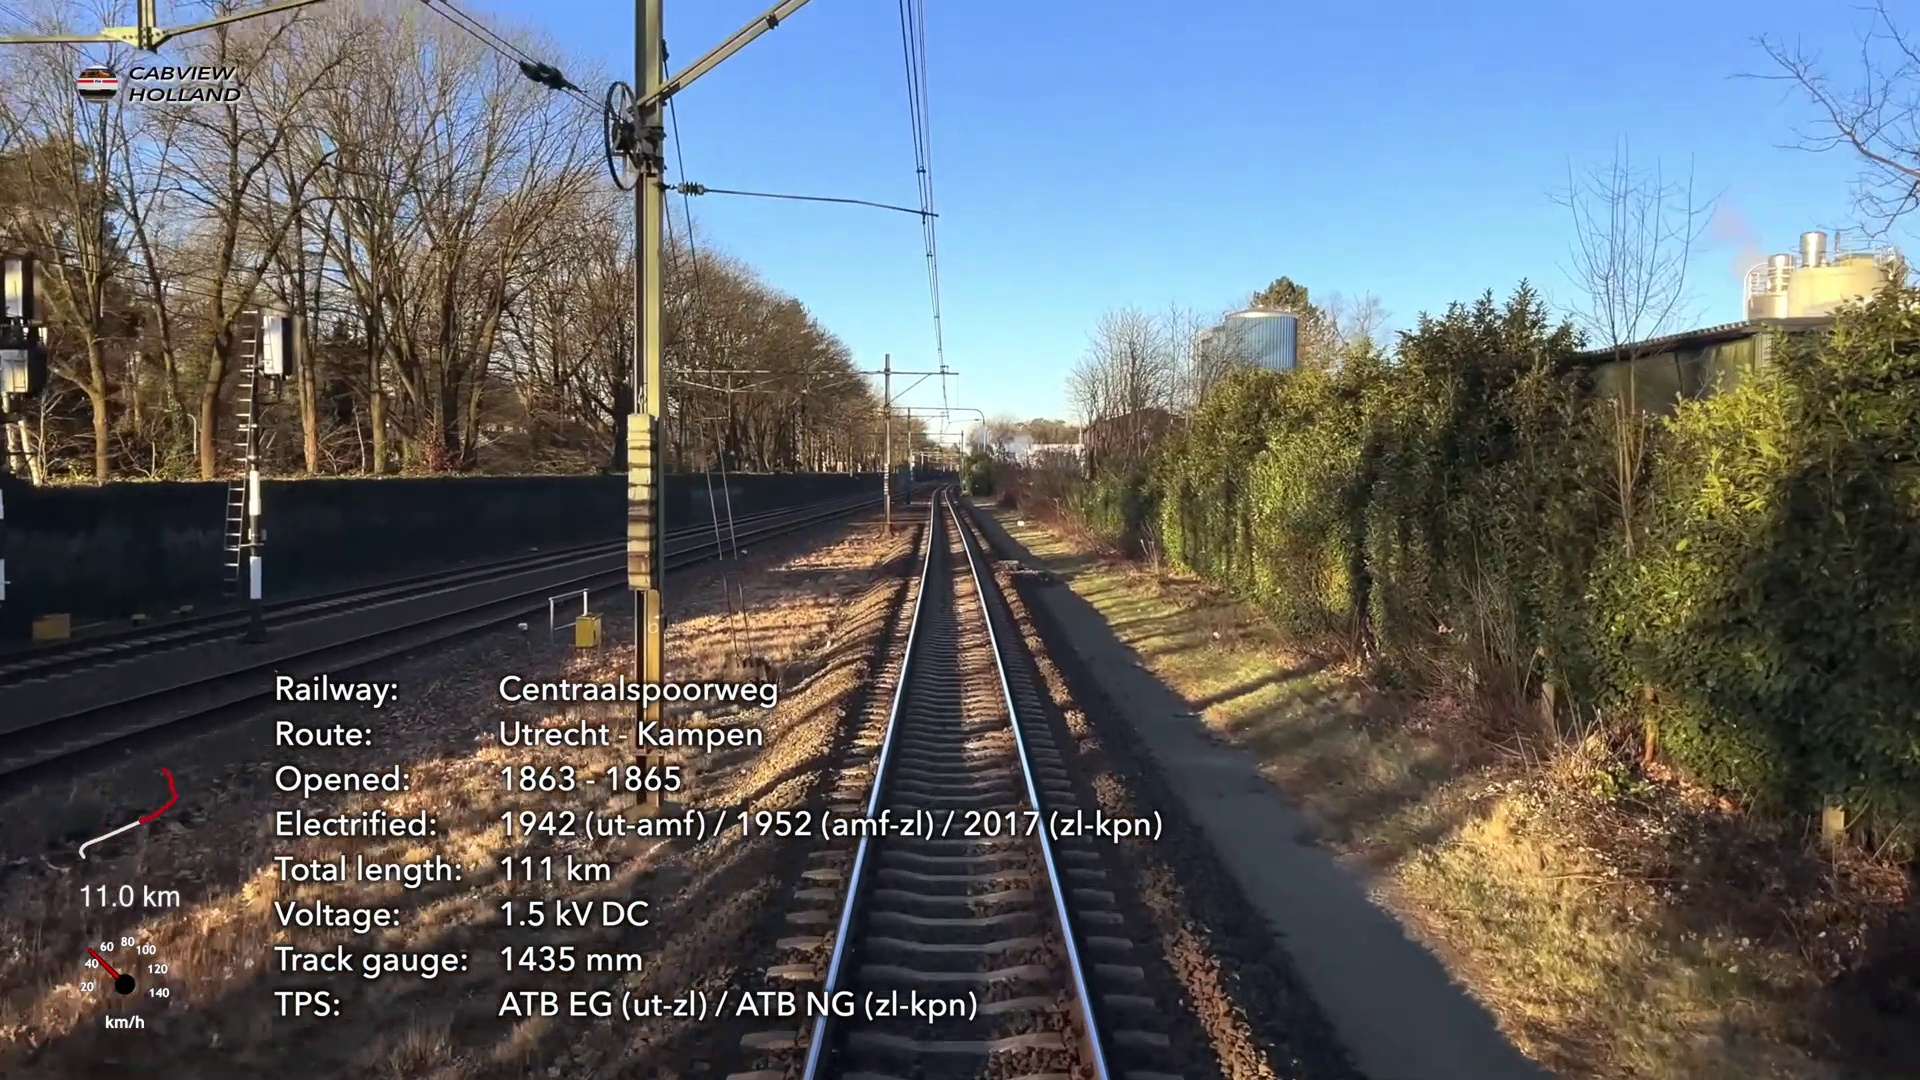 CABVIEW
HOLLAND
Railway: Centraalspoorweg
Route: Utrecht - Kampen
Opened: 1863 - 1865
Electrified: 1942 (ut-amf) / 1952 (amf-zl) / 2017 (zl-kpn)
Total length: 111 km
Voltage: 1.5 kV DC
Track gauge: 1435 mm
TPS: ATB EG (ut-zl) / ATB NG (zl-kpn)
11.0 km
20 40 60 80 100 120 140
km/h